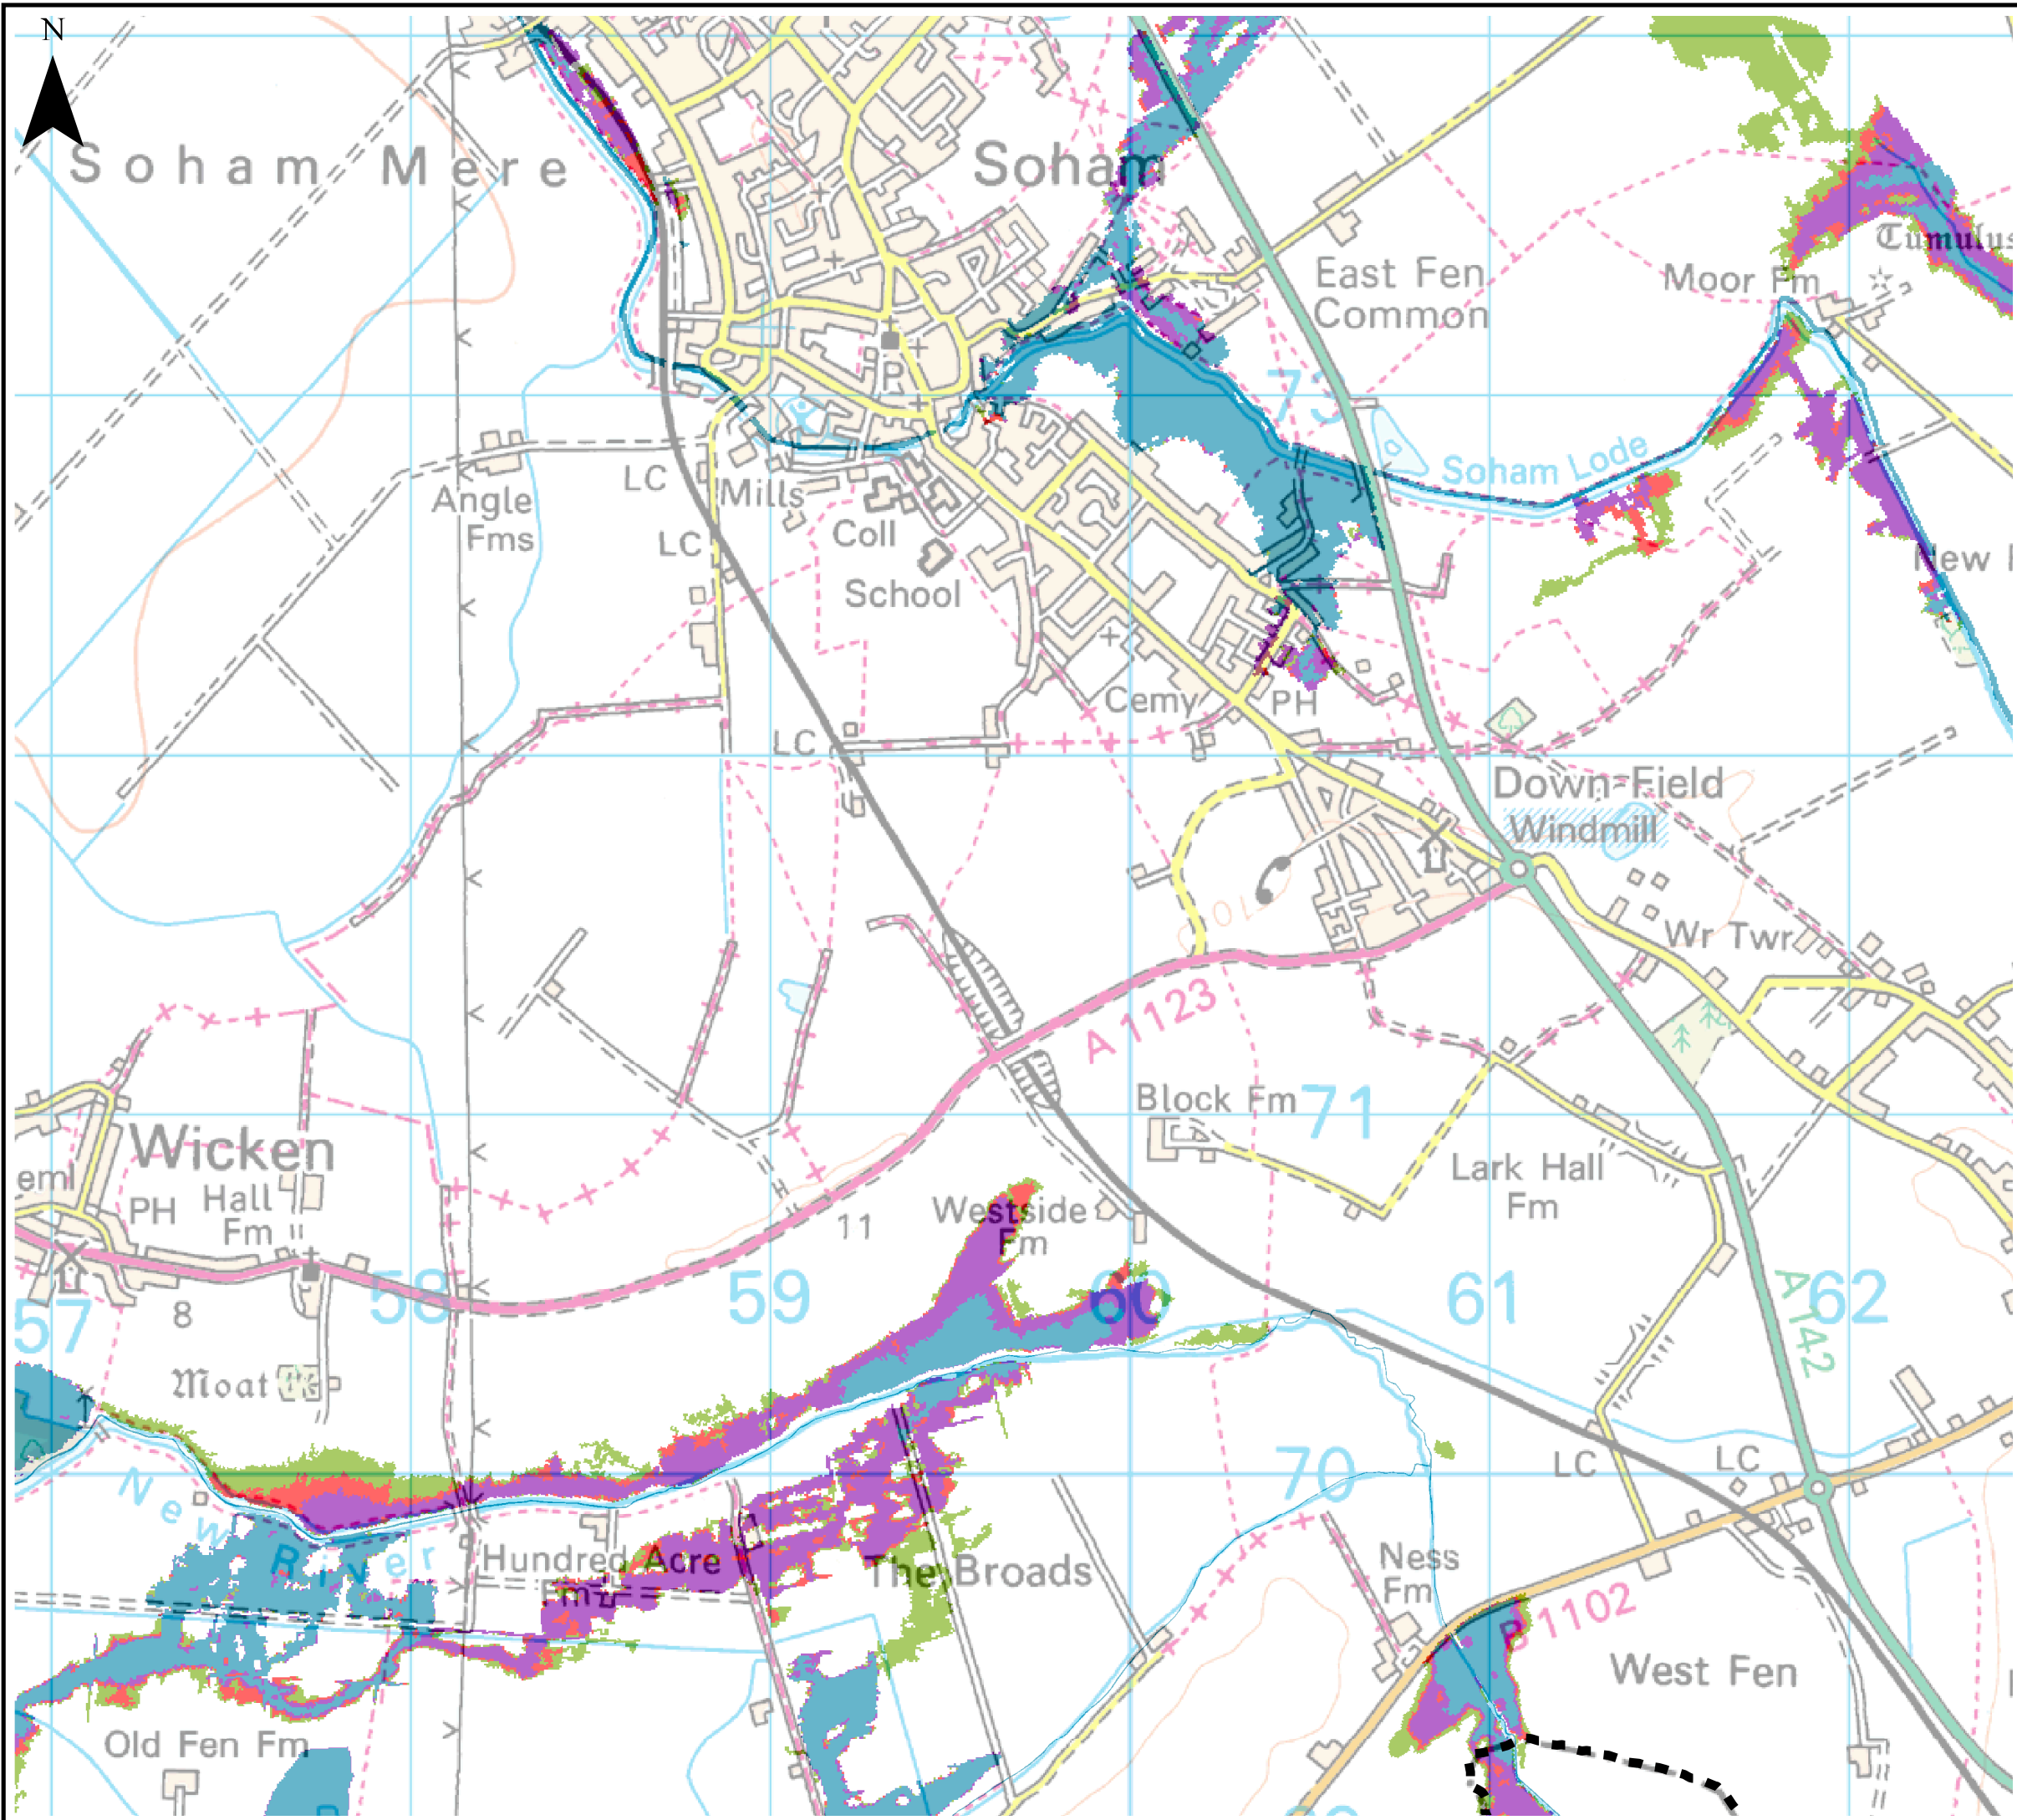 N
Soham Mere
Soham
Tumulus
East Fen
Common
Moor Fm
P
73
Soham Lode
Angle
Fms
LC
Mills
Coll
LC
School
New
Cemy
PH
LC
Down-Field
Windmill
10
Wr Twr
A 1123
Block Fm
71
Wicken
Lark Hall
Fm
PH
Hall
Fm
Westside
Fm
11
57
58
59
60
61
62
8
A 142
Moat
70
LC
LC
New
River
Hundred Acre
Fm
The Broads
Ness
Fm
B 1102
West Fen
Old Fen Fm